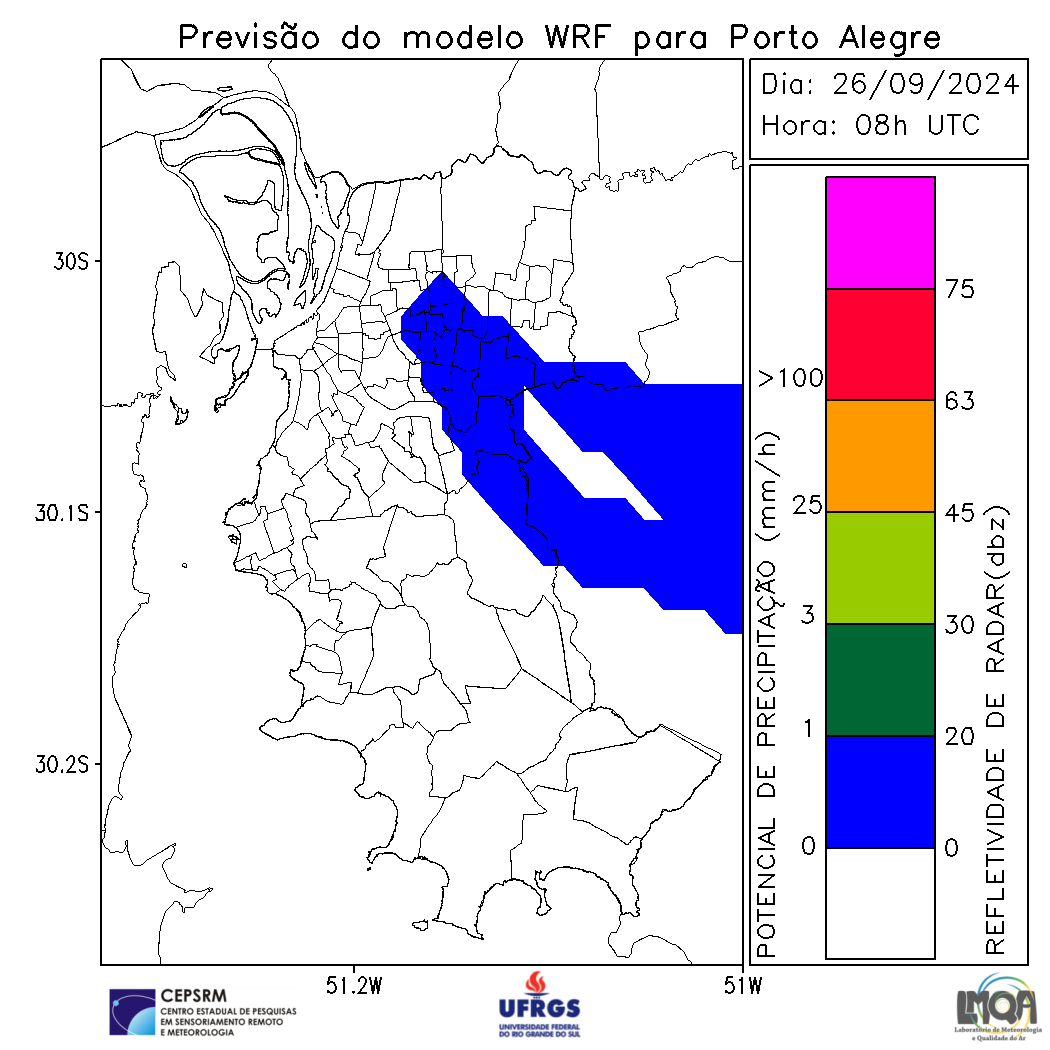 Previsão do modelo WRF para Porto Alegre
Dia: 26/09/2024
Hora: 08h UTC
30S
30.1S
30.2S
51.2W
51W
POTENCIAL DE PRECIPITAÇÃO (mm/h)
>100
25
3
1
0
75
63
45
30
20
0
REFLETIVIDADE DE RADAR(dbz)
CEPSRM
CENTRO ESTADUAL DE PESQUISAS
EM SENSORIAMENTO REMOTO
E METEOROLOGIA
UFRGS
UNIVERSIDADE FEDERAL
DO RIO GRANDE DO SUL
LMQA
Laboratório de Meteorologia
e Qualidade do Ar